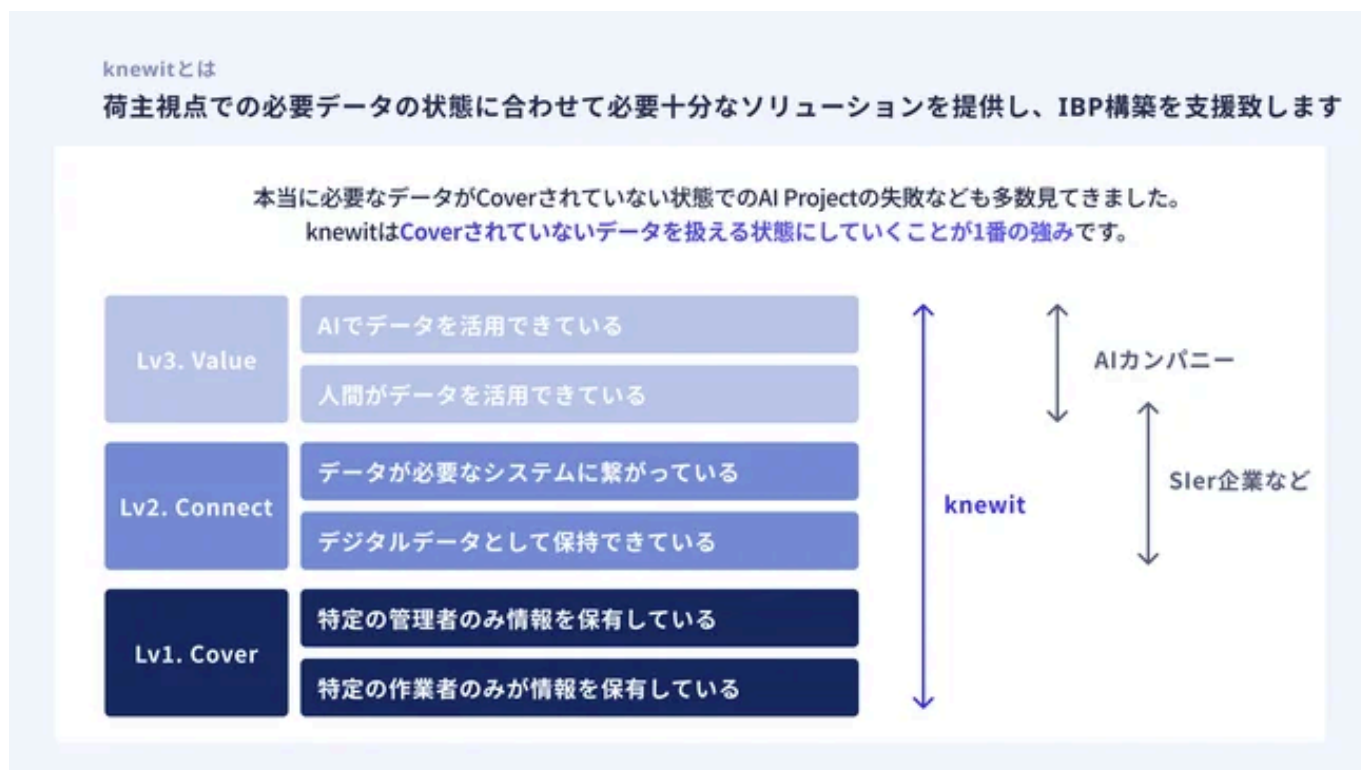 knewitとは
荷主視点での必要データの状態に合わせて必要十分なソリューションを提供し、IBP構築を支援致します
本当に必要なデータがCoverされていない状態でのAI Projectの失敗なども多数見てきました。
knewitはCoverされていないデータを扱える状態にしていくことが1番の強みです。
Lv3. Value
AIでデータを活用できている
人間がデータを活用できている
Lv2. Connect
データが必要なシステムに繋がっている
デジタルデータとして保持できている
Lv1. Cover
特定の管理者のみ情報を保有している
特定の作業者のみが情報を保有している
knewit
AIカンパニー
SIer企業など